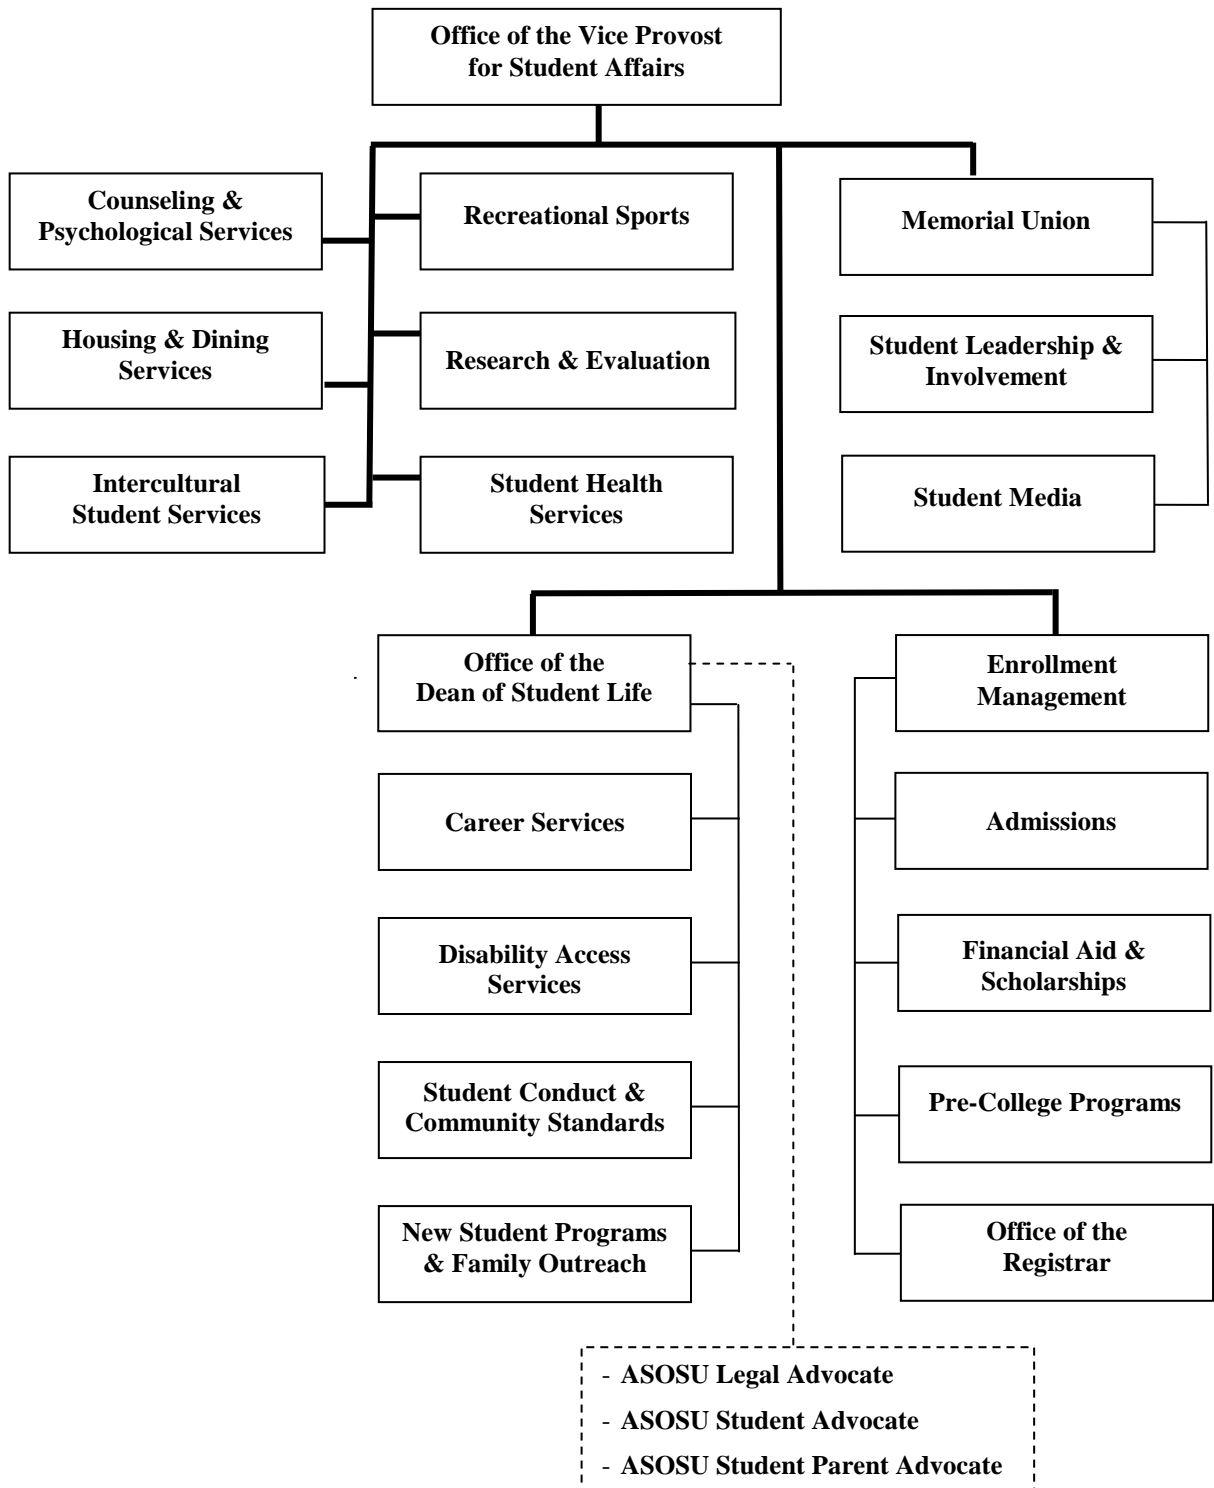 Office of the Vice Provost
for Student Affairs
Counseling &
Psychological Services
Recreational Sports
Memorial Union
Housing & Dining
Services
Research & Evaluation
Student Leadership &
Involvement
Intercultural
Student Services
Student Health
Services
Student Media
Office of the
Dean of Student Life
Enrollment
Management
Career Services
Admissions
Disability Access
Services
Financial Aid &
Scholarships
Student Conduct &
Community Standards
Pre-College Programs
New Student Programs
& Family Outreach
Office of the
Registrar
- ASOSU Legal Advocate
- ASOSU Student Advocate
- ASOSU Student Parent Advocate